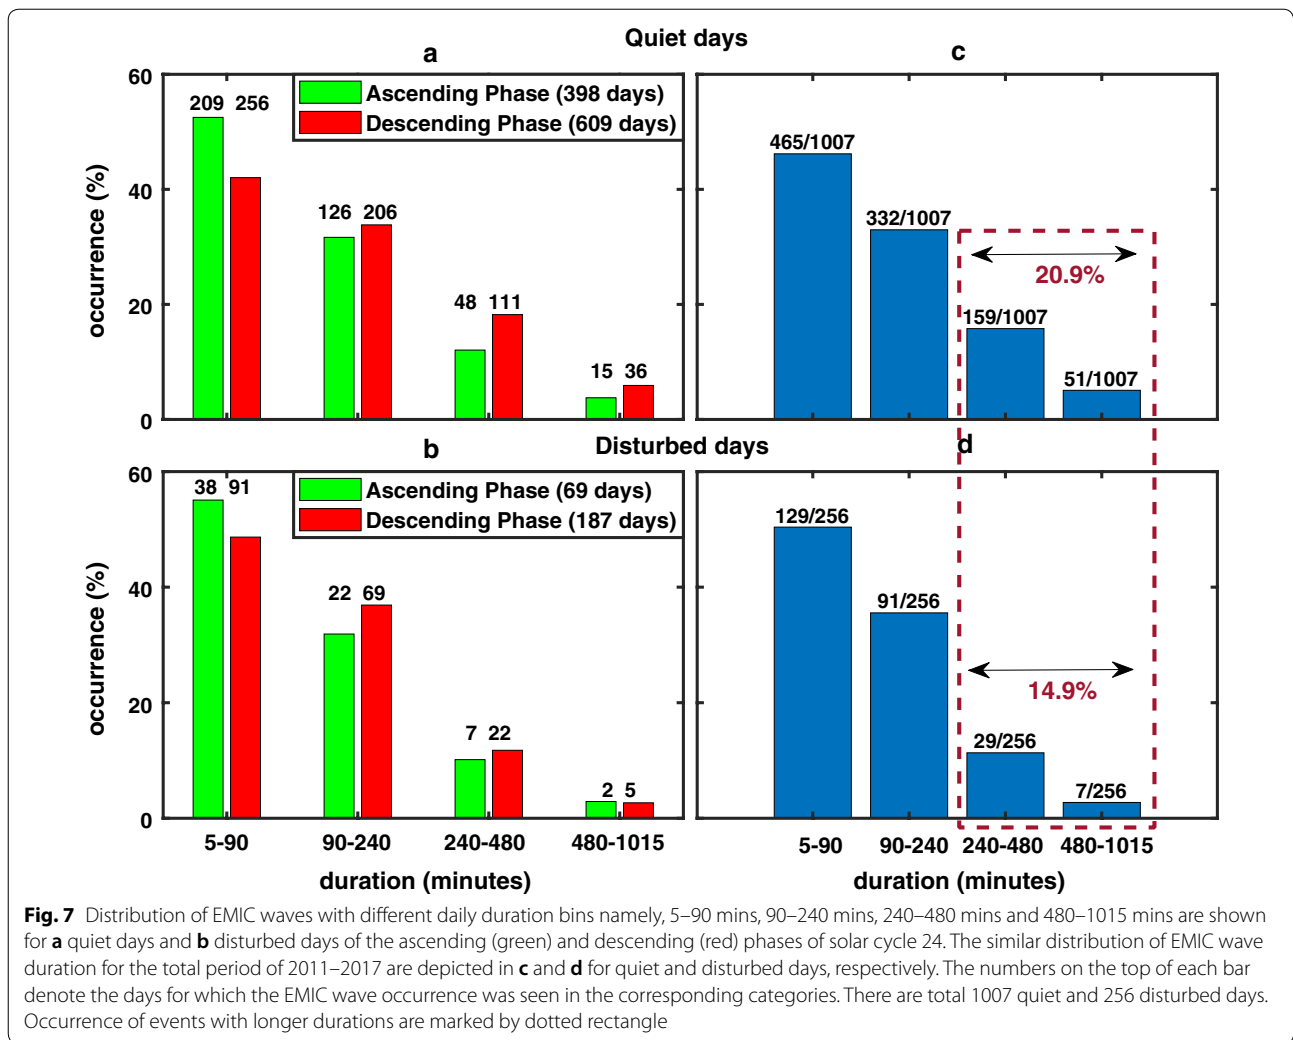 Quiet days
a
c
60
40
20
0
occurrence (%)
Ascending Phase (398 days)
Descending Phase (609 days)
209 256
126 206
48 111
15 36
465/1007
332/1007
159/1007
51/1007
20.9%
Disturbed days
b
d
60
40
20
0
occurrence (%)
Ascending Phase (69 days)
Descending Phase (187 days)
38 91
22 69
7 22
2 5
129/256
91/256
29/256
7/256
14.9%
5-90 90-240 240-480 480-1015
5-90 90-240 240-480 480-1015
duration (minutes)
duration (minutes)
Fig. 7 Distribution of EMIC waves with different daily duration bins namely, 5–90 mins, 90–240 mins, 240–480 mins and 480–1015 mins are shown
for a quiet days and b disturbed days of the ascending (green) and descending (red) phases of solar cycle 24. The similar distribution of EMIC wave
duration for the total period of 2011–2017 are depicted in c and d for quiet and disturbed days, respectively. The numbers on the top of each bar
denote the days for which the EMIC wave occurrence was seen in the corresponding categories. There are total 1007 quiet and 256 disturbed days.
Occurrence of events with longer durations are marked by dotted rectangle